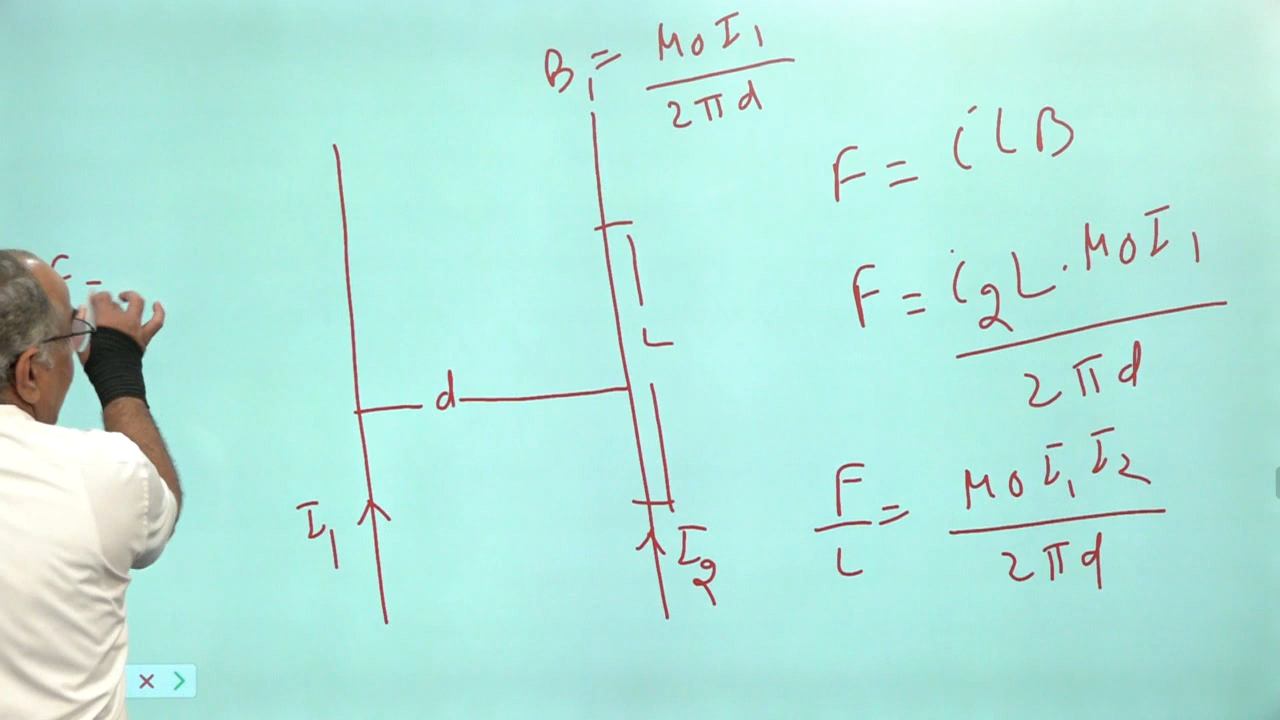 B₁ = μ0I₁ / 2πd
F = ilB
F = i₂L · μ0I₁ / 2πd
F/L = μ0I₁I₂ / 2πd
L
d
I₁
I₂
F =